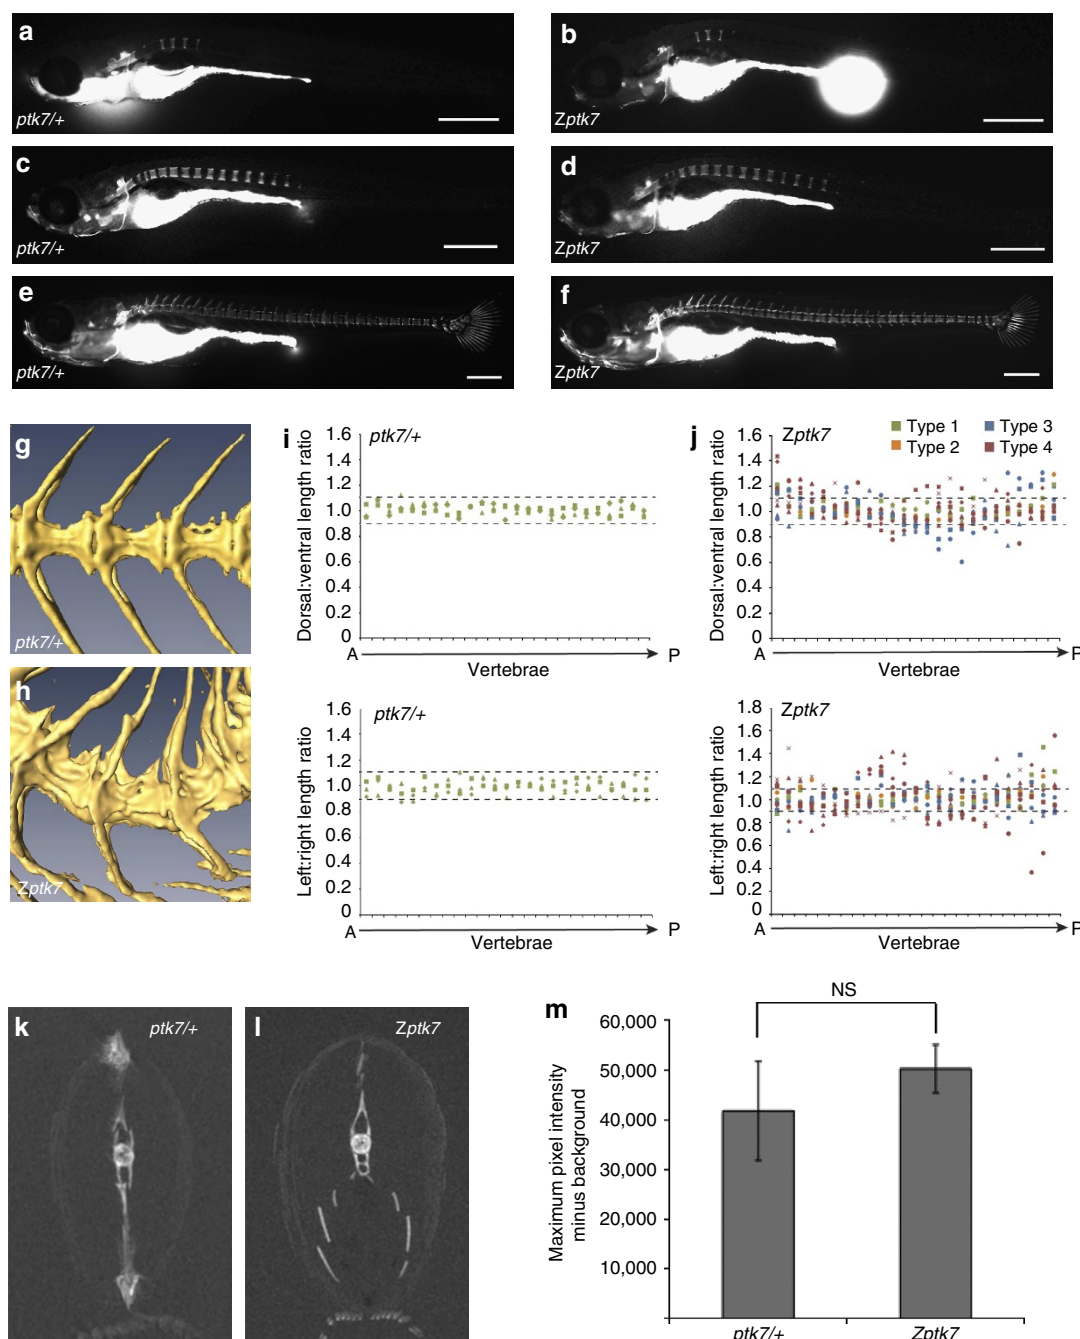 a
ptk7/+
b
Zptk7
c
ptk7/+
d
Zptk7
e
ptk7/+
f
Zptk7
g
ptk7/+
h
Zptk7
i
ptk7/+
Dorsal:ventral length ratio
1.6
1.4
1.2
1.0
0.8
0.6
0.4
0.2
0
A
P
Vertebrae
ptk7/+
Left:right length ratio
1.6
1.4
1.2
1.0
0.8
0.6
0.4
0.2
0
A
P
Vertebrae
j
Zptk7
Type 1
Type 2
Type 3
Type 4
Dorsal:ventral length ratio
1.6
1.4
1.2
1.0
0.8
0.6
0.4
0.2
0
A
P
Vertebrae
Zptk7
Left:right length ratio
1.8
1.6
1.4
1.2
1.0
0.8
0.6
0.4
0.2
0
A
P
Vertebrae
k
ptk7/+
l
Zptk7
m
NS
Maximum pixel intensity
minus background
60,000
50,000
40,000
30,000
20,000
10,000
ptk7/+
Zptk7